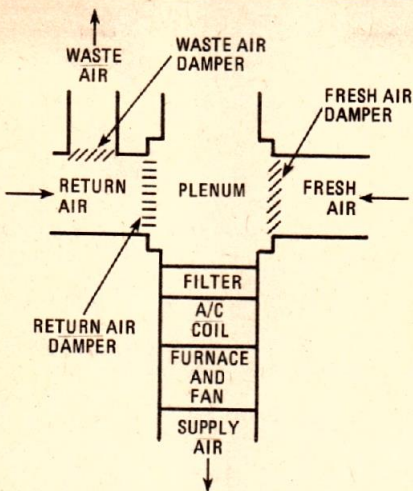 WASTE
AIR
WASTE AIR
DAMPER
FRESH AIR
DAMPER
RETURN
AIR
PLENUM
FRESH
AIR
RETURN AIR
DAMPER
FILTER
A/C
COIL
FURNACE
AND
FAN
SUPPLY
AIR